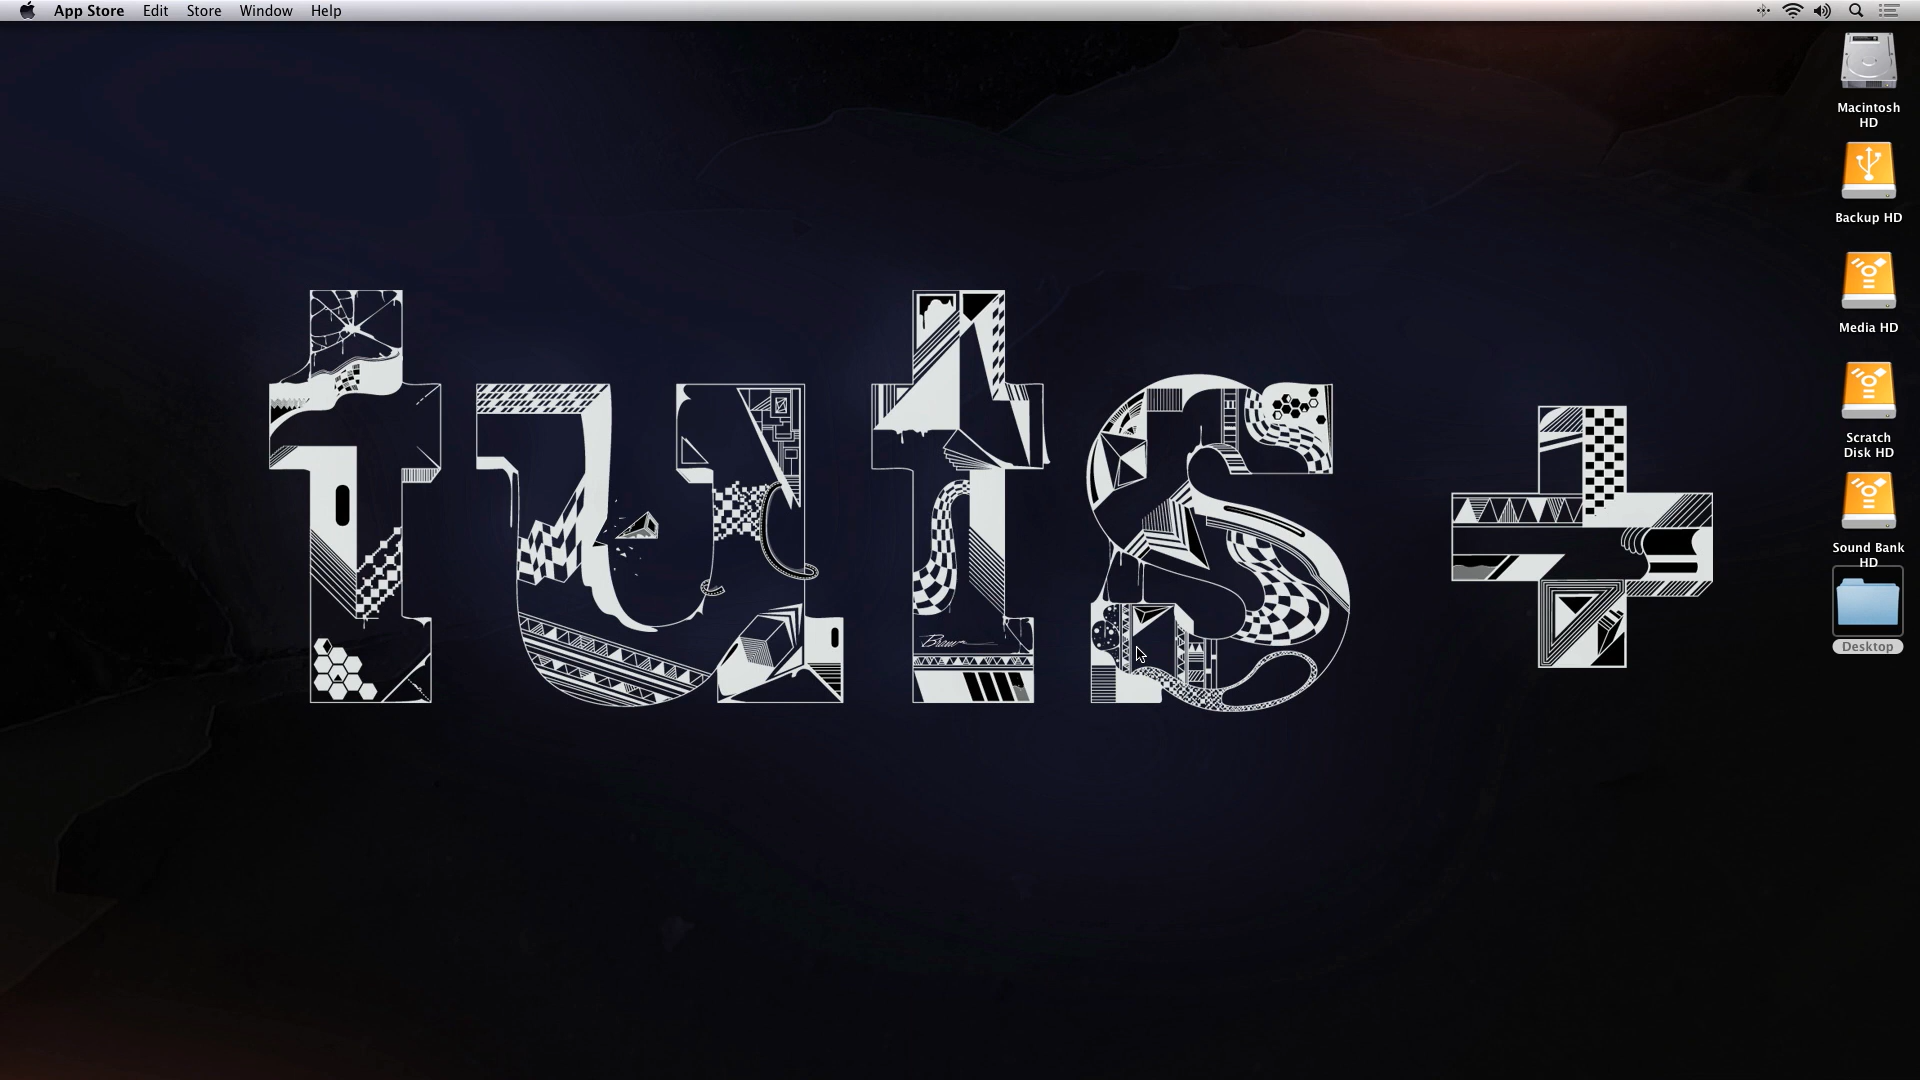 App Store Edit Store Window Help
Macintosh
HD
Backup HD
Media HD
Scratch
Disk HD
Sound Bank
HD
Desktop
tuts+